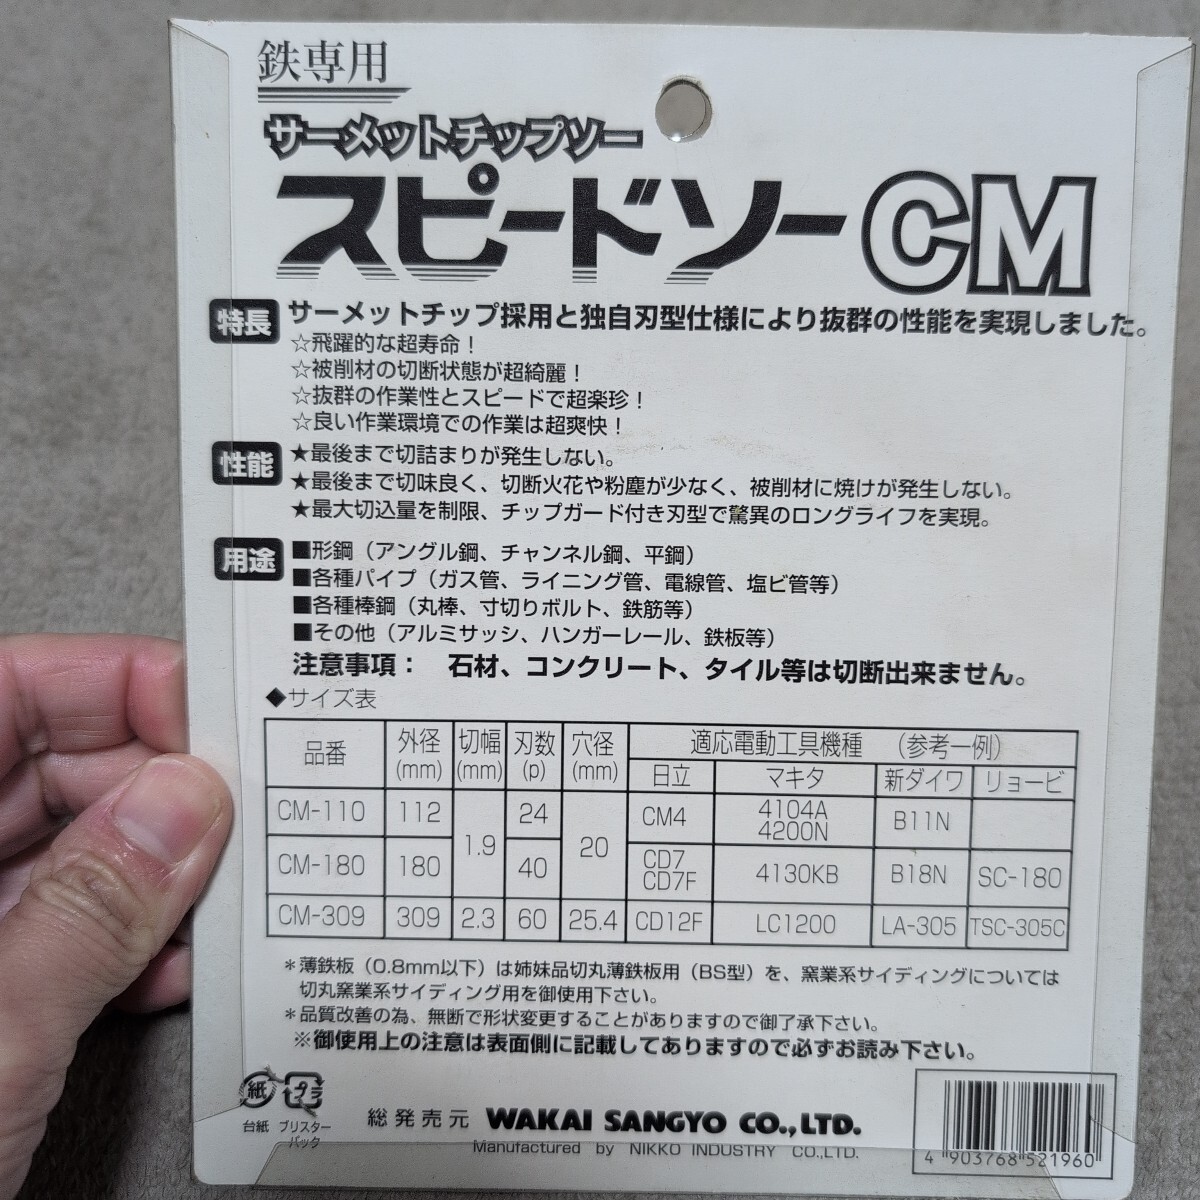 鉄専用
サーメットチップソー
スピードソーCM
特長 サーメットチップ採用と独自刃型仕様により抜群の性能を実現しました。
☆飛躍的な超寿命！
☆被削材の切断状態が超綺麗！
☆抜群の作業性とスピードで超楽珍！
☆良い作業環境での作業は超爽快！
性能 ★最後まで切詰まりが発生しない。
★最後まで切味良く、切断火花や粉塵が少なく、被削材に焼けが発生しない。
★最大切込量を制限、チップガード付き刃型で驚異のロングライフを実現。
用途 ■形鋼（アングル鋼、チャンネル鋼、平鋼）
■各種パイプ（ガス管、ライニング管、電線管、塩ビ管等）
■各種棒鋼（丸棒、寸切りボルト、鉄筋等）
■その他（アルミサッシ、ハンガーレール、鉄板等）
注意事項： 石材、コンクリート、タイル等は切断出来ません。
◆サイズ表
品番 外径(mm) 切幅(mm) 刃数(p) 穴径(mm) 適応電動工具機種 （参考一例）
日立 マキタ 新ダイワ リョービ
CM-110 112 1.9 24 20 CM4 4104A 4200N B11N
CM-180 180 40 CD7 CD7F 4130KB B18N SC-180
CM-309 309 2.3 60 25.4 CD12F LC1200 LA-305 TSC-305C
＊薄鉄板（0.8mm以下）は姉妹品切丸薄鉄板用（BS型）を、窯業系サイディングについては
切丸窯業系サイディング用を御使用下さい。
＊品質改善の為、無断で形状変更することがありますので御了承下さい。
※御使用上の注意は表面側に記載してありますので必ずお読み下さい。
紙 プラ
台紙 ブリスターパック
総発売元 WAKAI SANGYO CO.,LTD.
Manufactured by NIKKO INDUSTRY CO.,LTD.
4 903768 521960